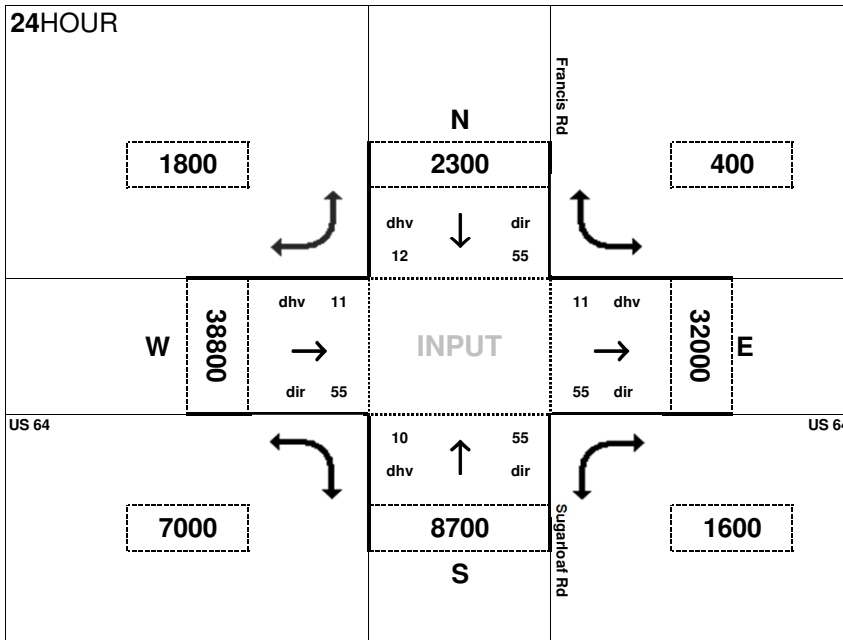 24HOUR
Francis Rd
N
1800
2300
400
dhv dir
12 55
dhv 11
11 dhv
W
38800
INPUT
32000
E
dir 55
55 dir
US 64
US 64
10 55
dhv dir
7000
8700
1600
Sugarloaf Rd
S